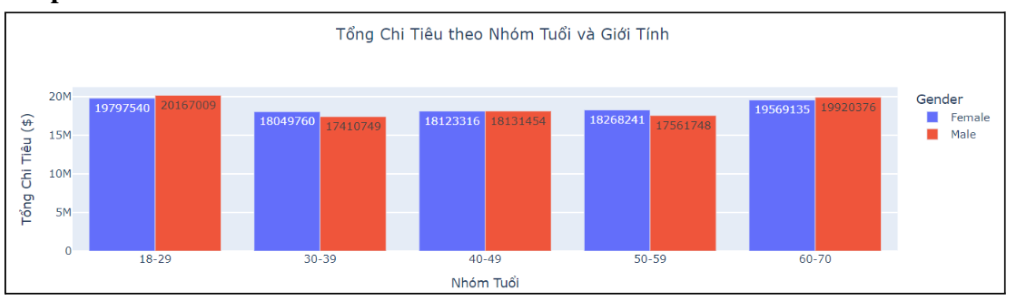 Tổng Chi Tiêu theo Nhóm Tuổi và Giới Tính
Tổng Chi Tiêu ($)
20M
15M
10M
5M
0
19797540 20167009
18049760 17410749
18123316 18131454
18268241 17561748
19569135 19920376
18-29 30-39 40-49 50-59 60-70
Nhóm Tuổi
Gender
Female
Male